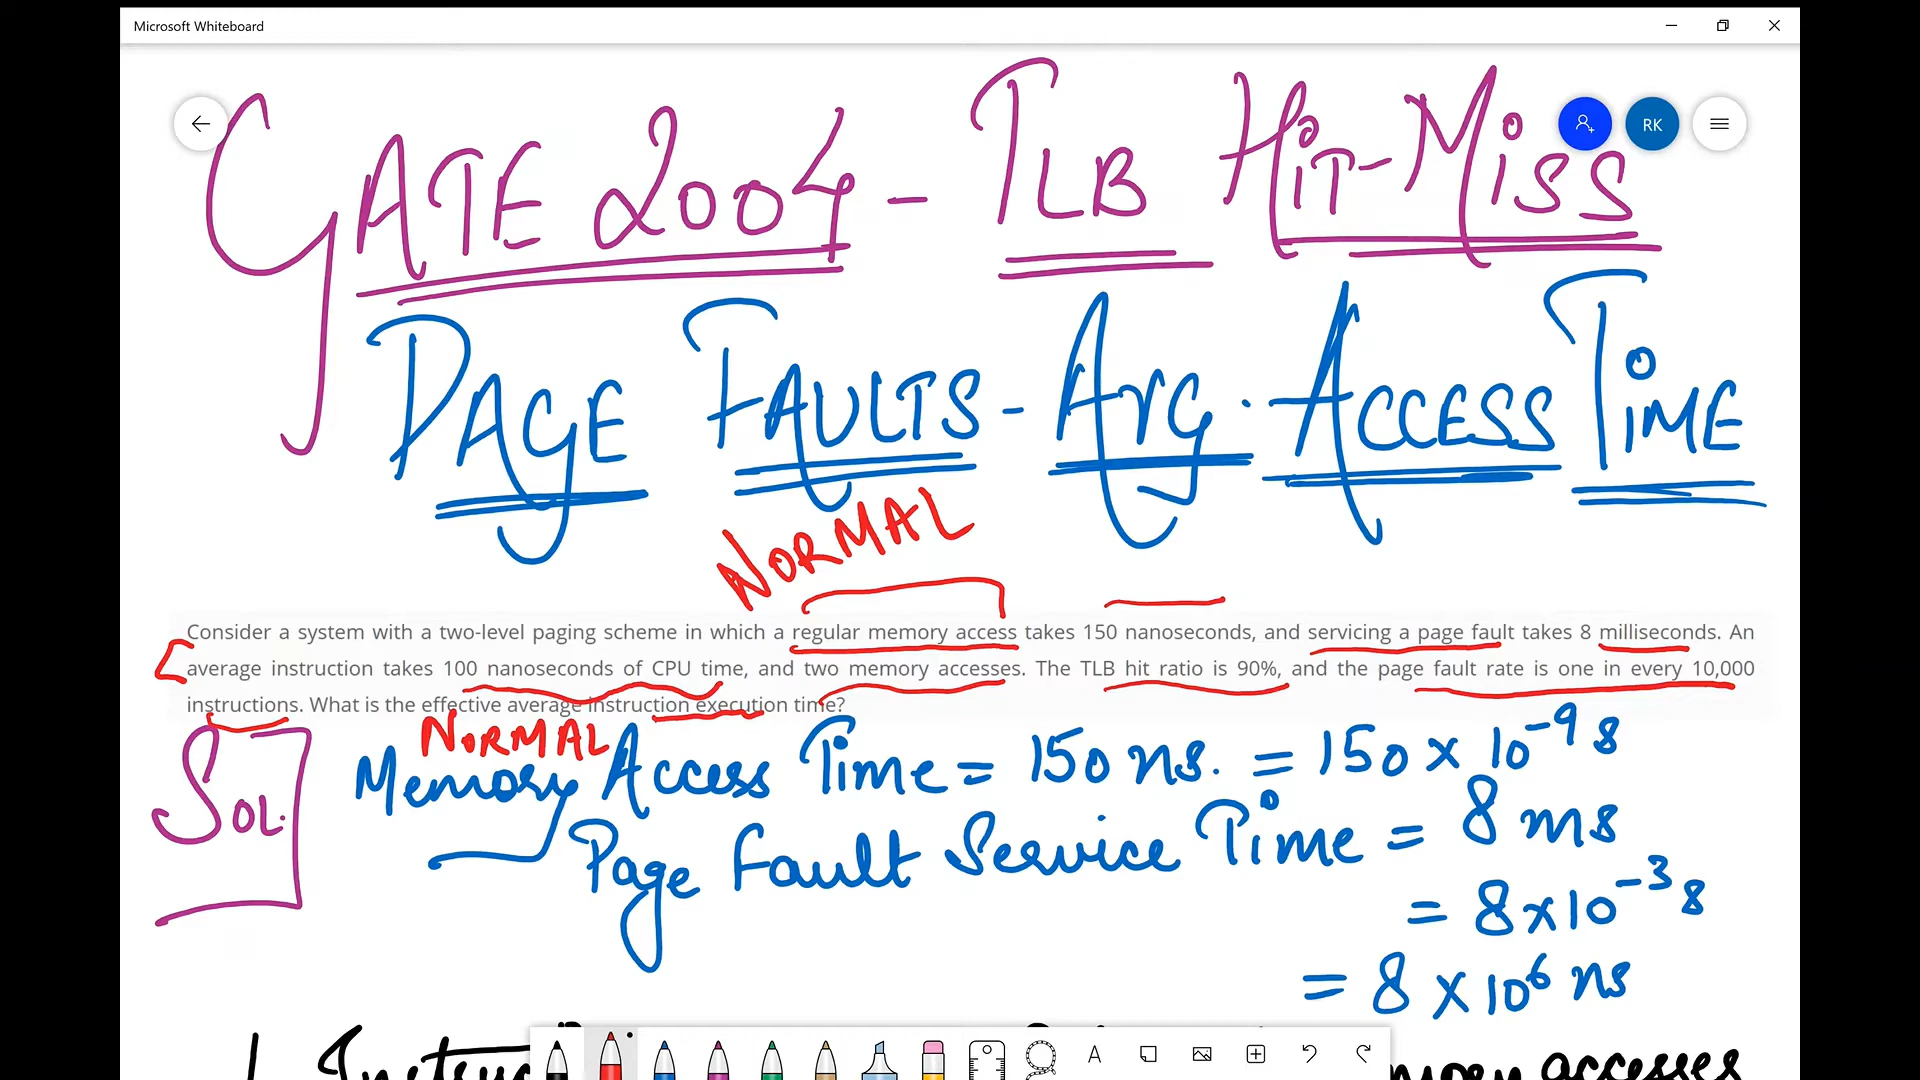 Microsoft Whiteboard
RK
GATE 2004 - TLB HIT-MISS
PAGE FAULTS - AVG. ACCESS TIME
NORMAL
Consider a system with a two-level paging scheme in which a regular memory access takes 150 nanoseconds, and servicing a page fault takes 8 milliseconds. An
average instruction takes 100 nanoseconds of CPU time, and two memory accesses. The TLB hit ratio is 90%, and the page fault rate is one in every 10,000
instructions. What is the effective average instruction execution time?
NORMAL
SOL.
Memory Access Time = 150 ns. = 150 × 10⁻⁹ s
Page Fault Service Time = 8 ms
= 8×10⁻³ s
= 8 × 10⁶ ns
accesses